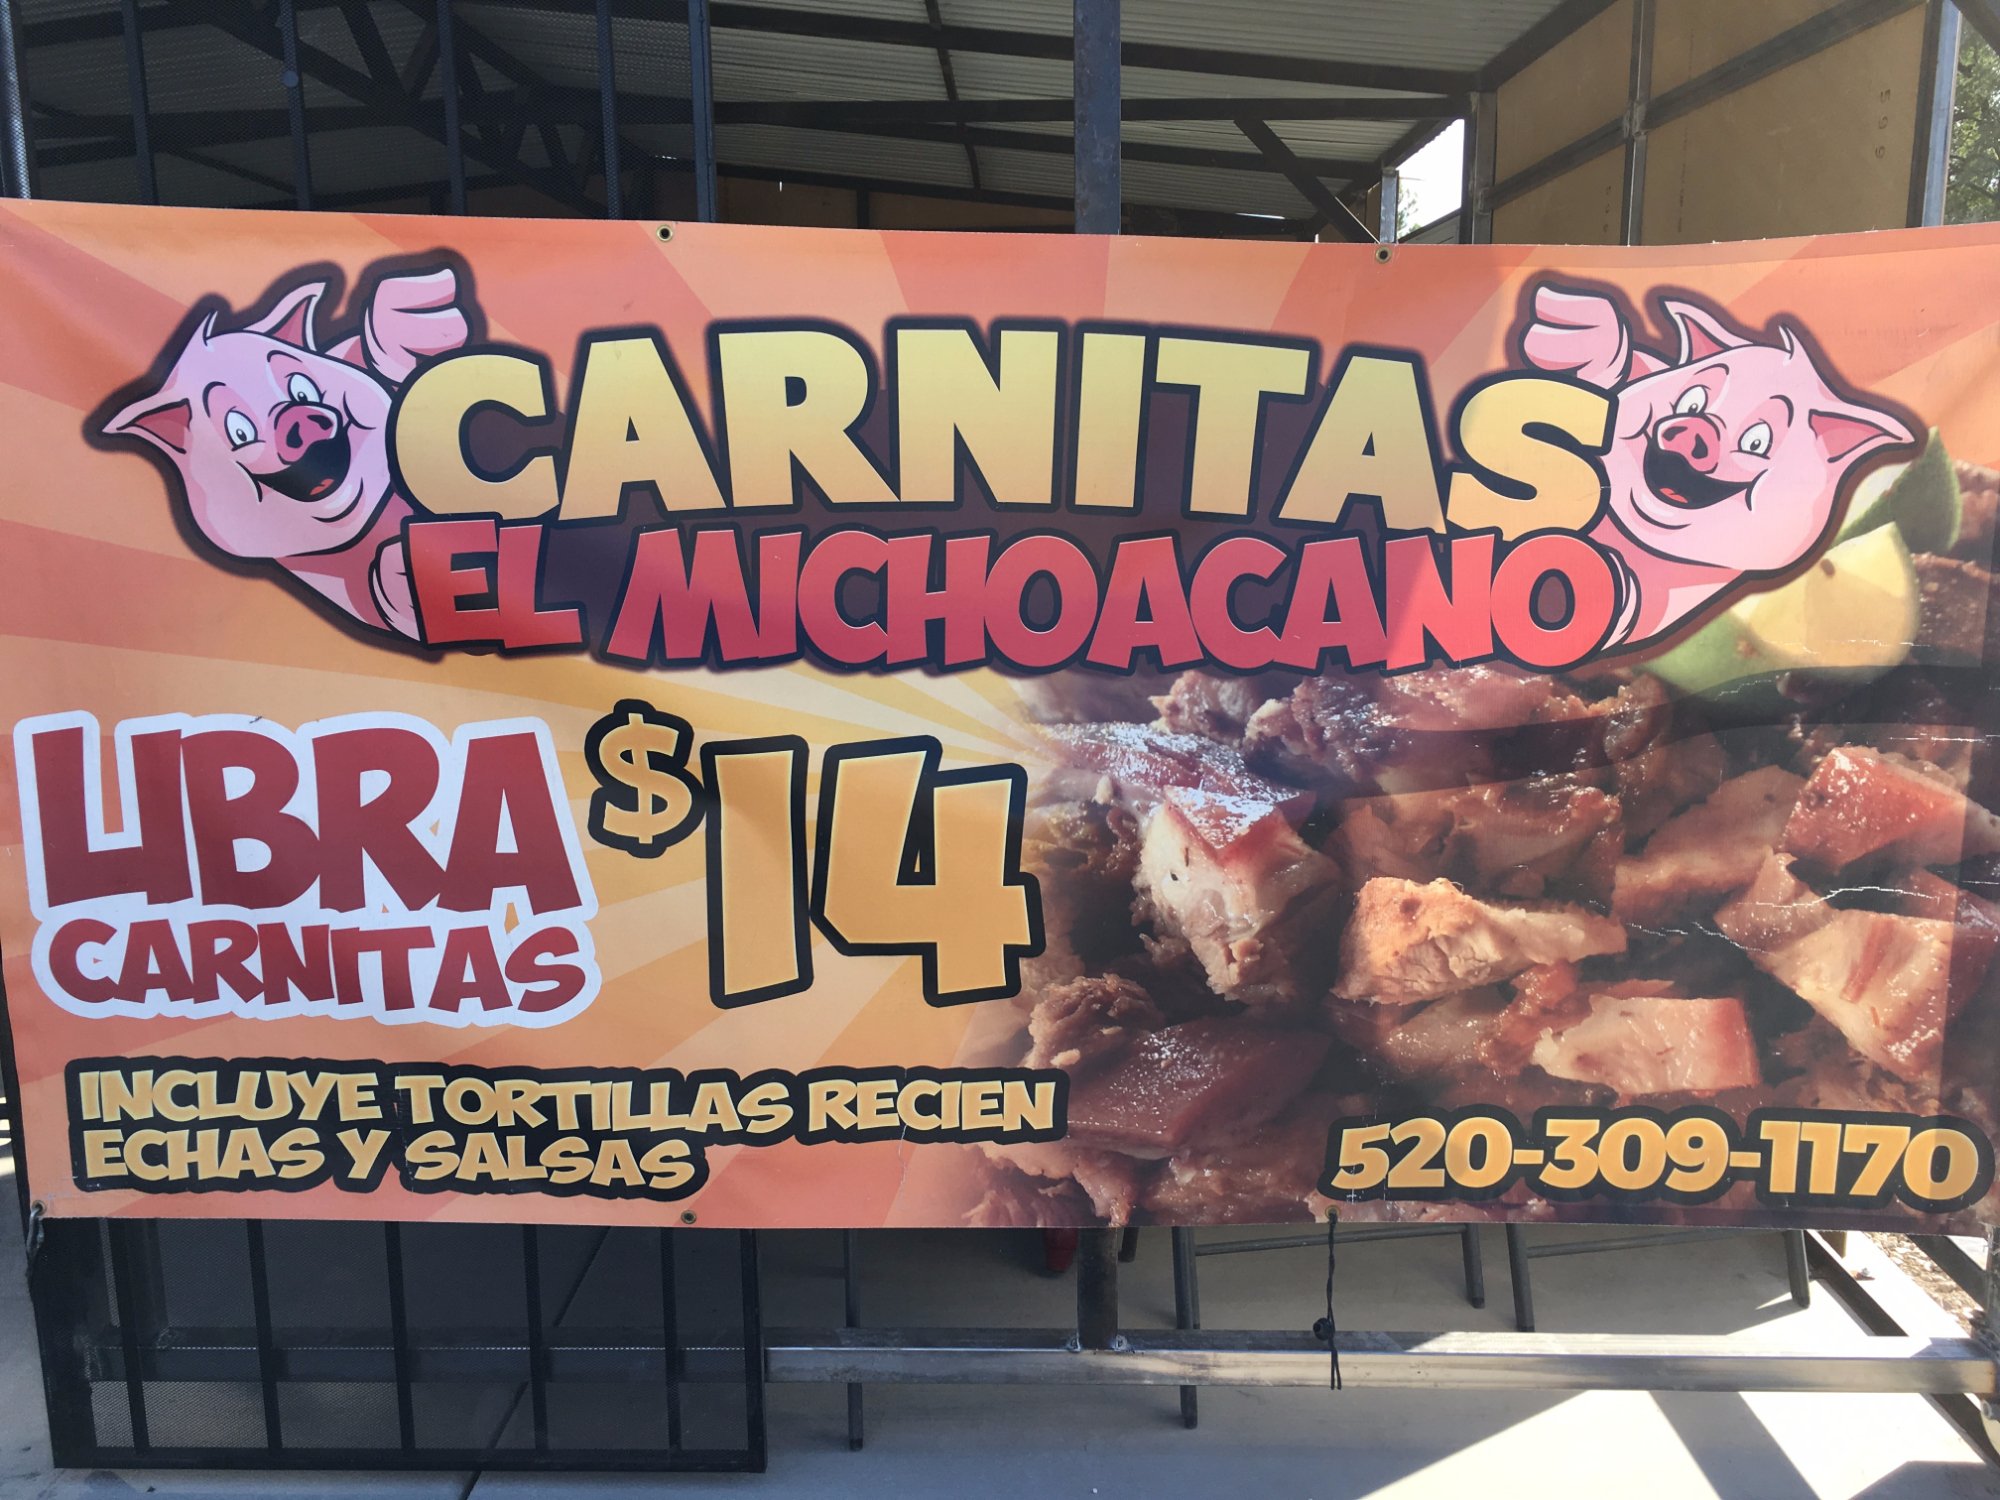 CARNITAS
EL MICHOACANO
LIBRA
CARNITAS
$14
INCLUYE TORTILLAS RECIEN
ECHAS Y SALSAS
520-309-1170